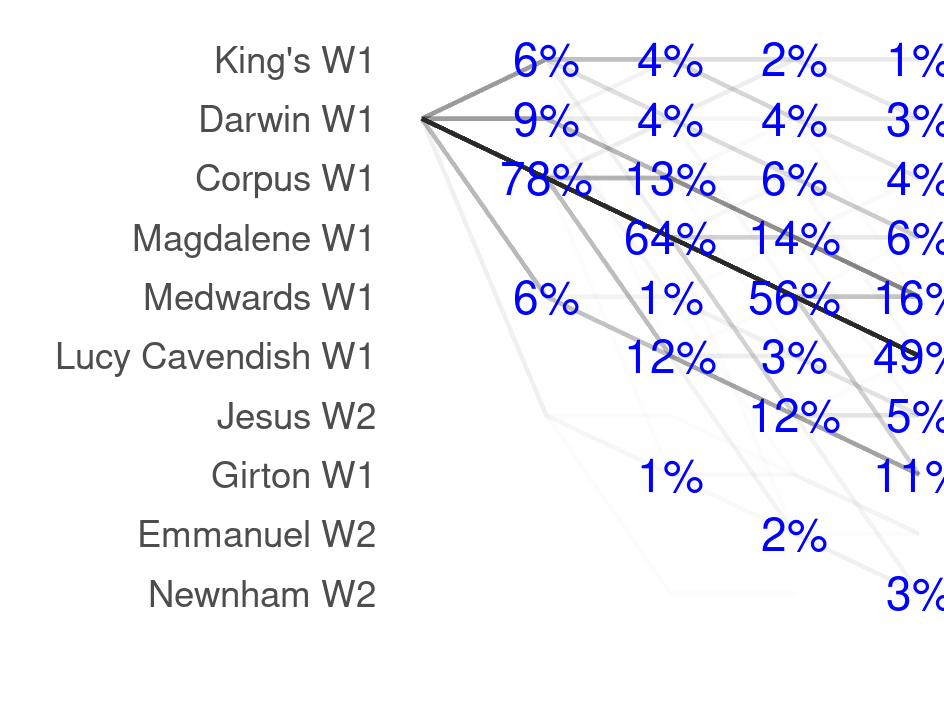 King's W1 6% 4% 2% 1%
Darwin W1 9% 4% 4% 3%
Corpus W1 78% 13% 6% 4%
Magdalene W1 64% 14% 6%
Medwards W1 6% 1% 56% 16%
Lucy Cavendish W1 12% 3% 49%
Jesus W2 12% 5%
Girton W1 1% 11%
Emmanuel W2 2%
Newnham W2 3%